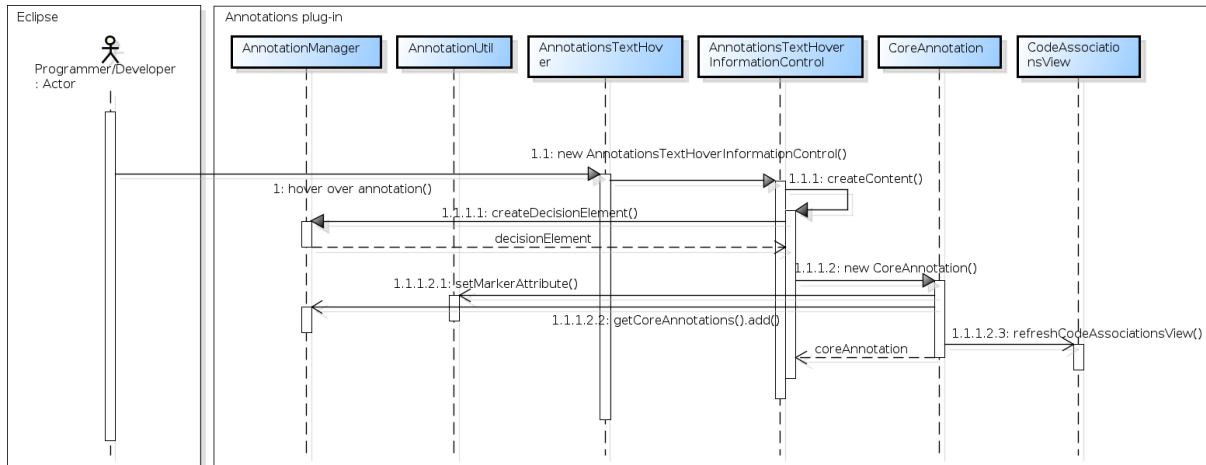 Eclipse
Annotations plug-in
Programmer/Developer
: Actor
AnnotationManager
AnnotationUtil
AnnotationsTextHov
er
AnnotationsTextHover
InformationControl
CoreAnnotation
CodeAssociatio
nsView
1.1: new AnnotationsTextHoverInformationControl()
1: hover over annotation()
1.1.1: createContent()
1.1.1.1: createDecisionElement()
decisionElement
1.1.1.2: new CoreAnnotation()
1.1.1.2.1: setMarkerAttribute()
1.1.1.2.2: getCoreAnnotations().add()
1.1.1.2.3: refreshCodeAssociationsView()
coreAnnotation